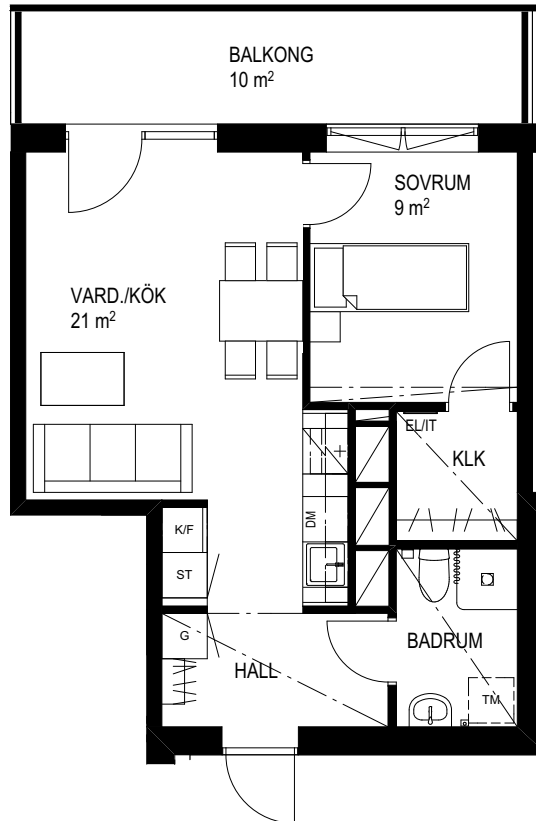 BALKONG
10 m²
SOVRUM
9 m²
VARD./KÖK
21 m²
EL/IT
KLK
DM
K/F
ST
G
HALL
BADRUM
TM